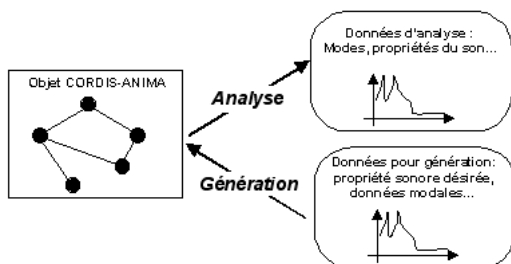 Objet CORDIS-ANIMA
Analyse
Génération
Données d'analyse :
Modes, propriétés du son...
Données pour génération:
propriété sonore désirée,
données modales...